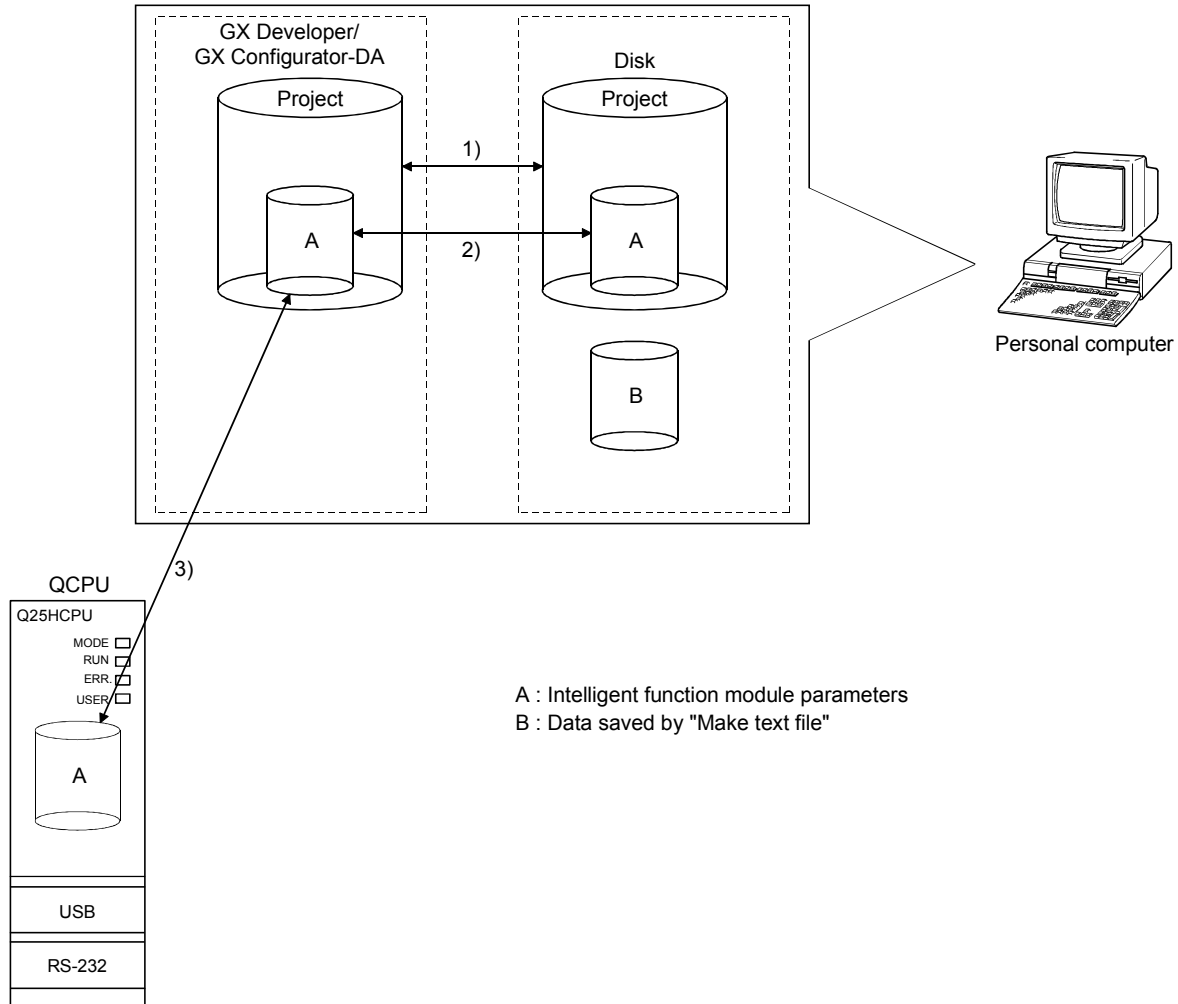 GX Developer/
GX Configurator-DA
Disk
Project
Project
1)
A
2)
A
B
Personal computer
3)
QCPU
Q25HCPU
MODE
RUN
ERR.
USER
A
USB
RS-232
A : Intelligent function module parameters
B : Data saved by "Make text file"